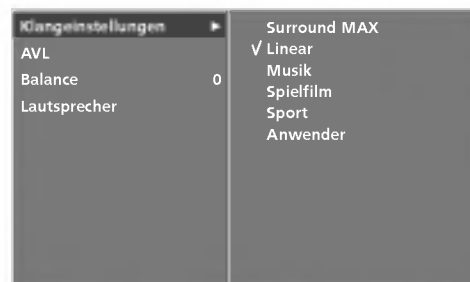 Klangeinstellungen ►
AVL
Balance 0
Lautsprecher
Surround MAX
√ Linear
Musik
Spielfilm
Sport
Anwender